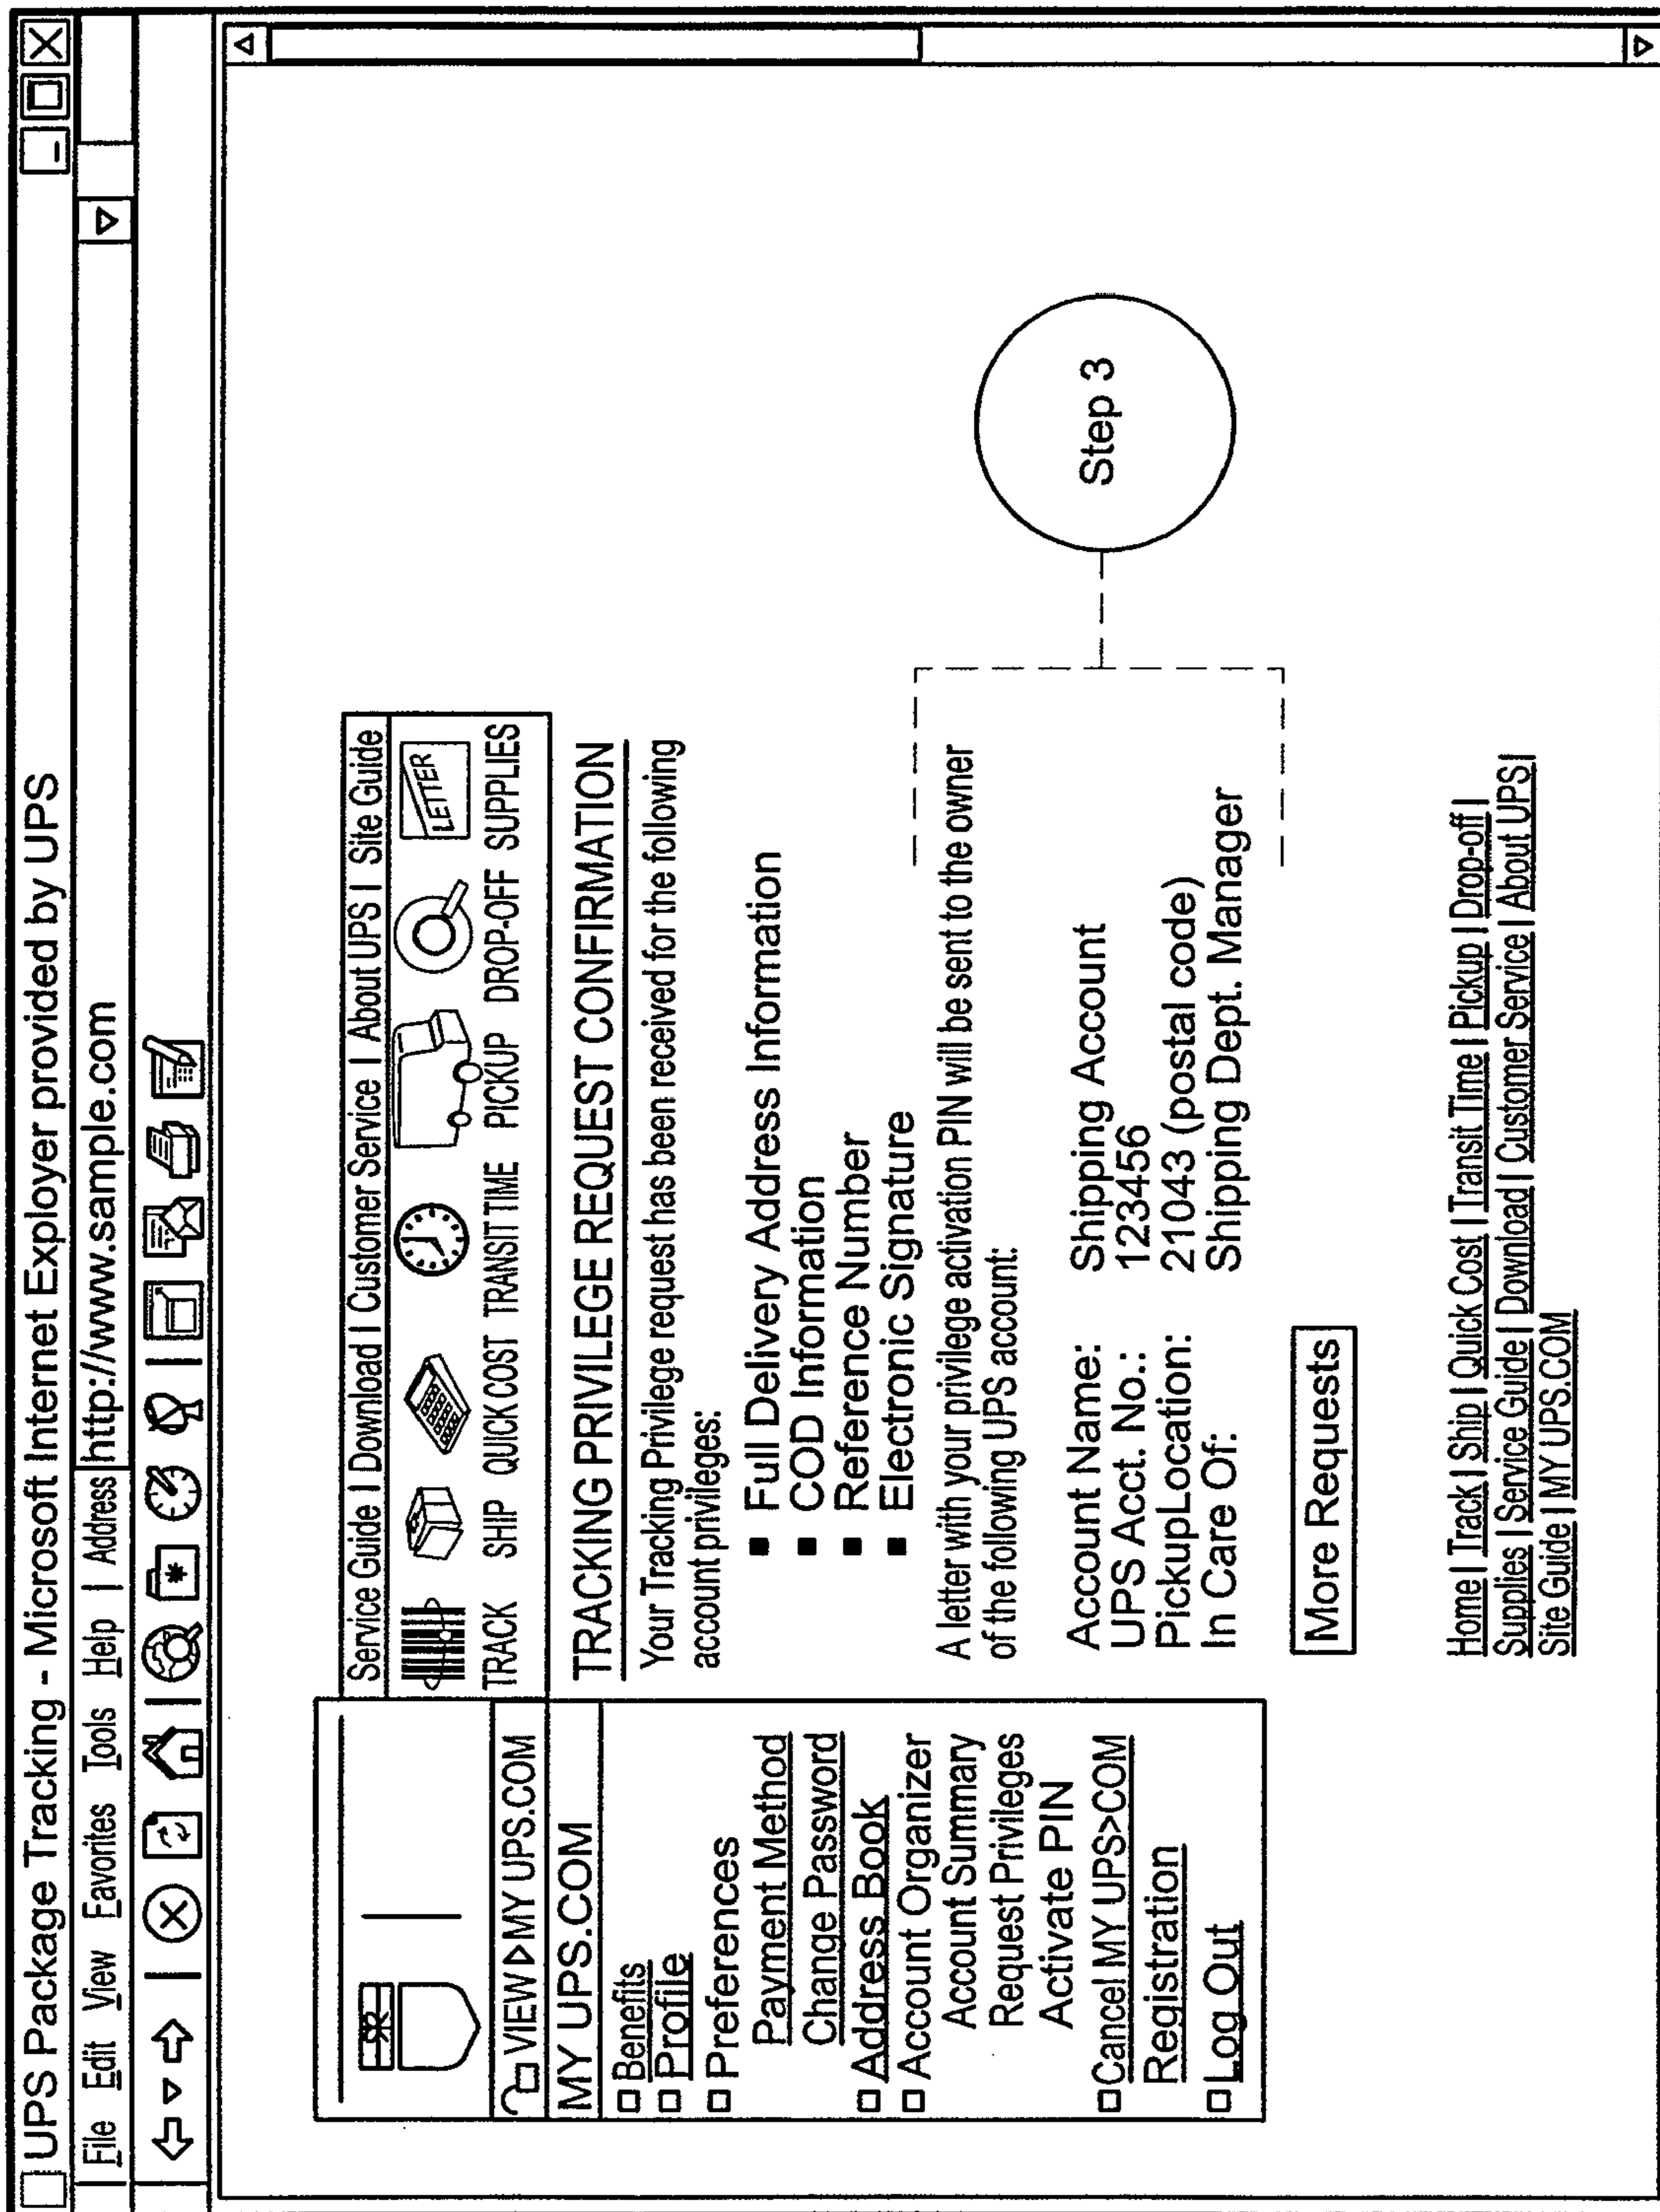 UPS Package Tracking - Microsoft Internet Exployer provided by UPS
File Edit View Favorites Tools Help | Address http://www.sample.com
Service Guide | Download | Customer Service | About UPS | Site Guide
LETTER
TRACK SHIP QUICK COST TRANSIT TIME PICKUP DROP-OFF SUPPLIES
VIEW MY UPS.COM
MY UPS.COM
Benefits
Profile
Preferences
Payment Method
Change Password
Address Book
Account Organizer
Account Summary
Request Privileges
Activate PIN
Cancel MY UPS>COM
Registration
Log Out
TRACKING PRIVILEGE REQUEST CONFIRMATION
Your Tracking Privilege request has been received for the following
account privileges:
■ Full Delivery Address Information
■ COD Information
■ Reference Number
■ Electronic Signature
A letter with your privilege activation PIN will be sent to the owner
of the following UPS account:
Account Name: Shipping Account
UPS Acct. No.: 123456
PickupLocation: 21043 (postal code)
In Care Of: Shipping Dept. Manager
Step 3
More Requests
Home | Track | Ship | Quick Cost | Transit Time | Pickup | Drop-off |
Supplies | Service Guide | Download | Customer Service | About UPS |
Site Guide | MY UPS.COM